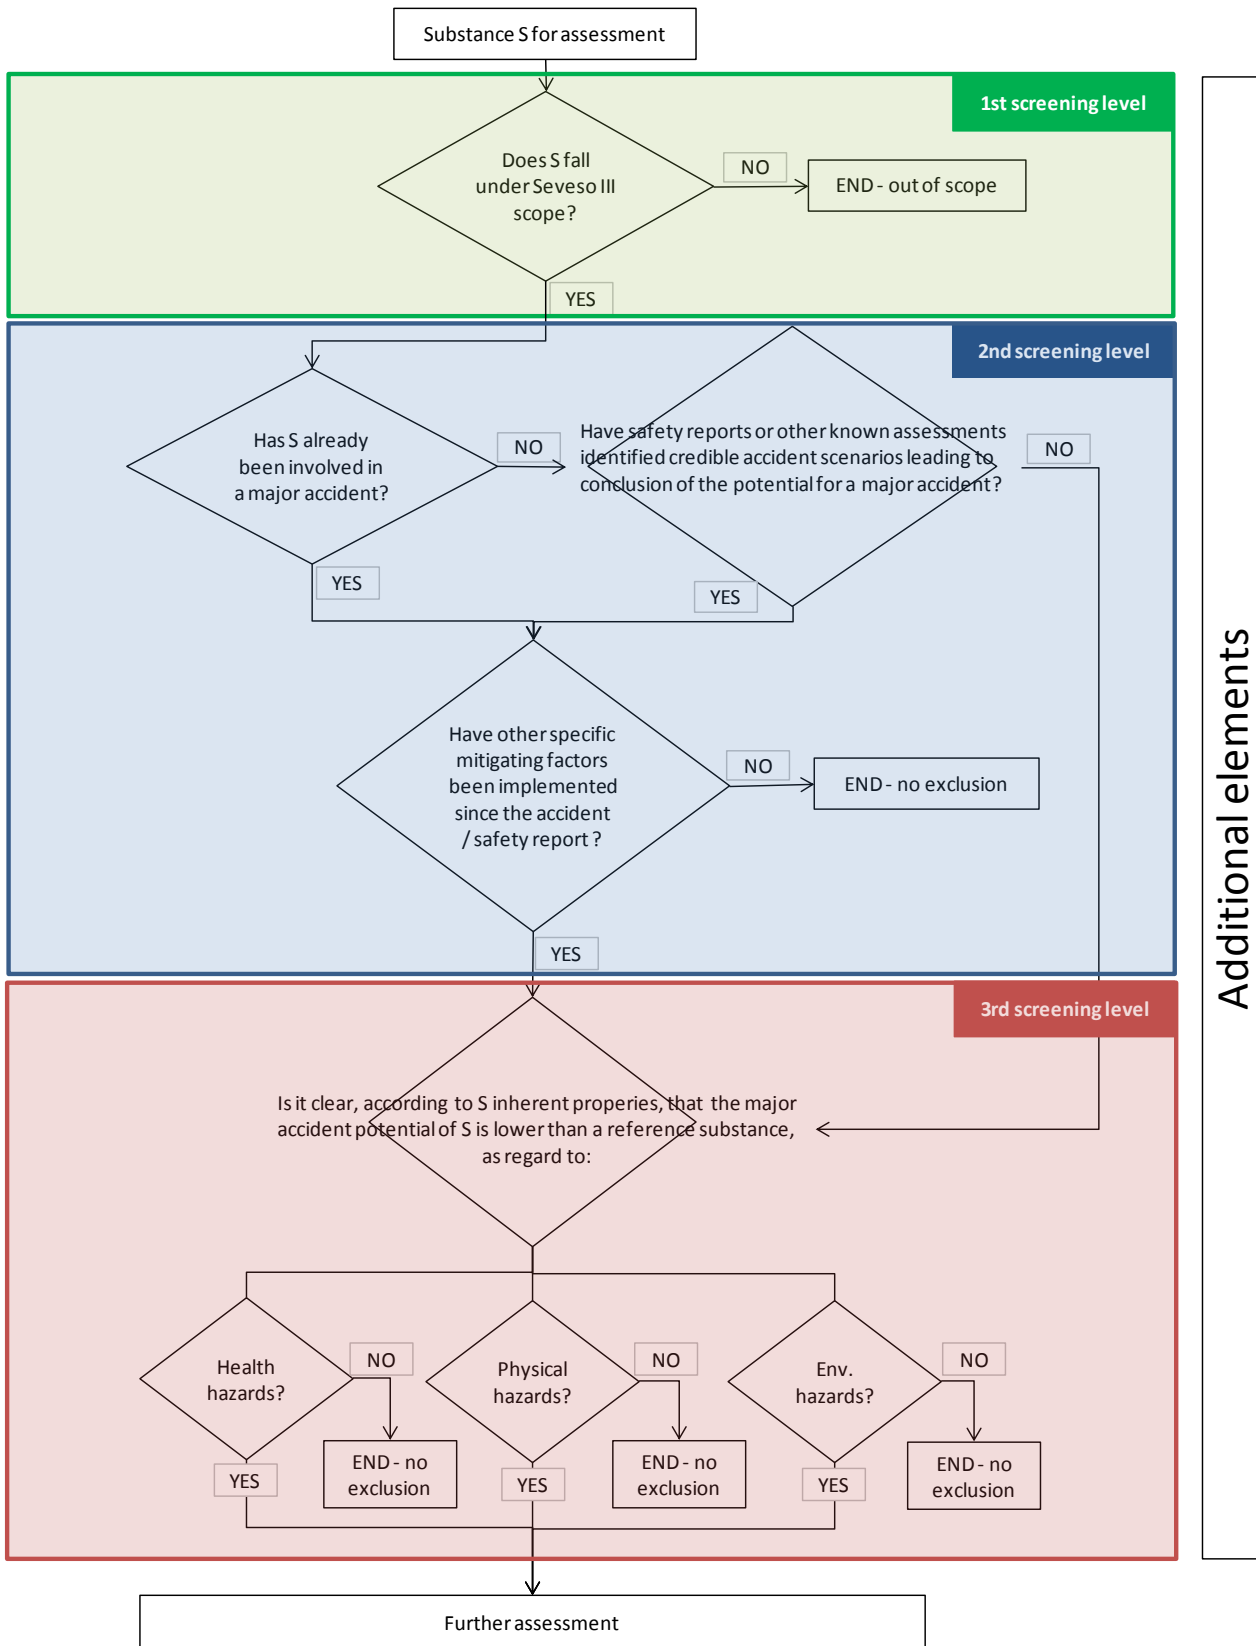 Substance S for assessment
1st screening level
Does S fall
under Seveso III
scope?
NO
END - out of scope
YES
2nd screening level
Has S already
been involved in
a major accident?
NO
Have safety reports or other known assessments
identified credible accident scenarios leading to
conclusion of the potential for a major accident?
NO
YES
YES
Have other specific
mitigating factors
been implemented
since the accident
/ safety report ?
NO
END - no exclusion
YES
3rd screening level
Is it clear, according to S inherent properies, that the major
accident potential of S is lower than a reference substance,
as regard to:
Health
hazards?
NO
END - no
exclusion
YES
Physical
hazards?
NO
END - no
exclusion
YES
Env.
hazards?
NO
END - no
exclusion
YES
Further assessment
Additional elements